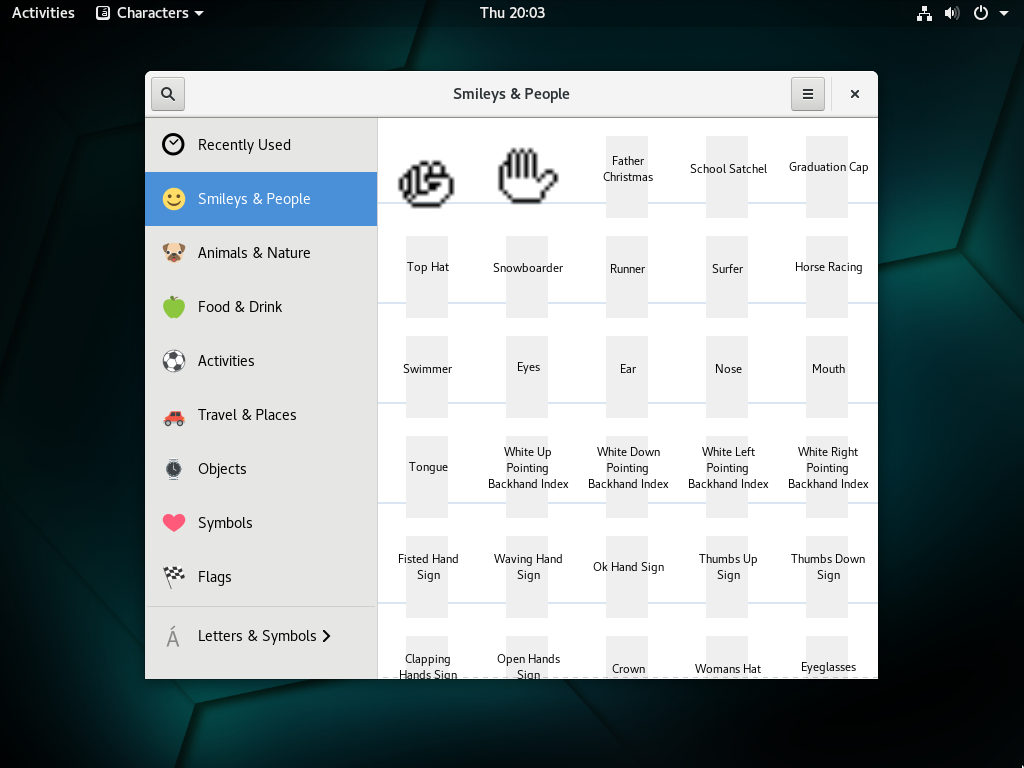 Activities
Characters
Thu 20:03
Smileys & People
Recently Used
Smileys & People
Animals & Nature
Food & Drink
Activities
Travel & Places
Objects
Symbols
Flags
Letters & Symbols
Father
Christmas
School Satchel
Graduation Cap
Top Hat
Snowboarder
Runner
Surfer
Horse Racing
Swimmer
Eyes
Ear
Nose
Mouth
Tongue
White Up
Pointing
Backhand Index
White Down
Pointing
Backhand Index
White Left
Pointing
Backhand Index
White Right
Pointing
Backhand Index
Fisted Hand
Sign
Waving Hand
Sign
Ok Hand Sign
Thumbs Up
Sign
Thumbs Down
Sign
Clapping
Hands Sign
Open Hands
Sign
Crown
Womans Hat
Eyeglasses